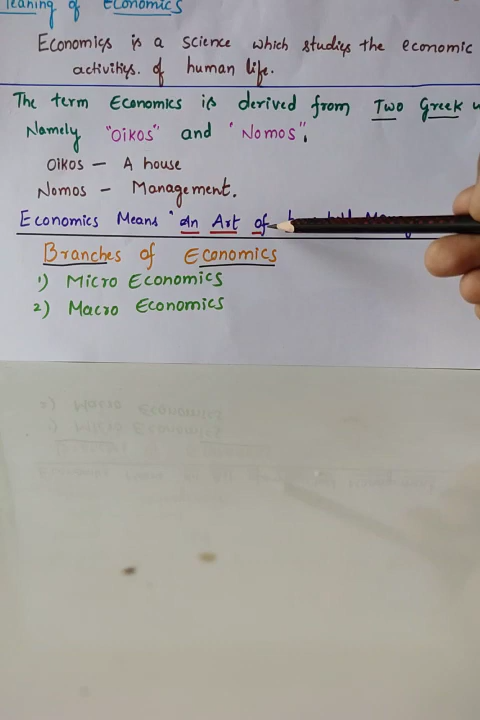 Meaning of Economics
Economics is a science which studies the economic
activities. of human life.
The term Economics is derived from Two Greek
Namely "Oikos" and "Nomos".
Oikos – A house
Nomos – Management.
Economics Means "An Art of
Branches of Economics
1) Micro Economics
2) Macro Economics